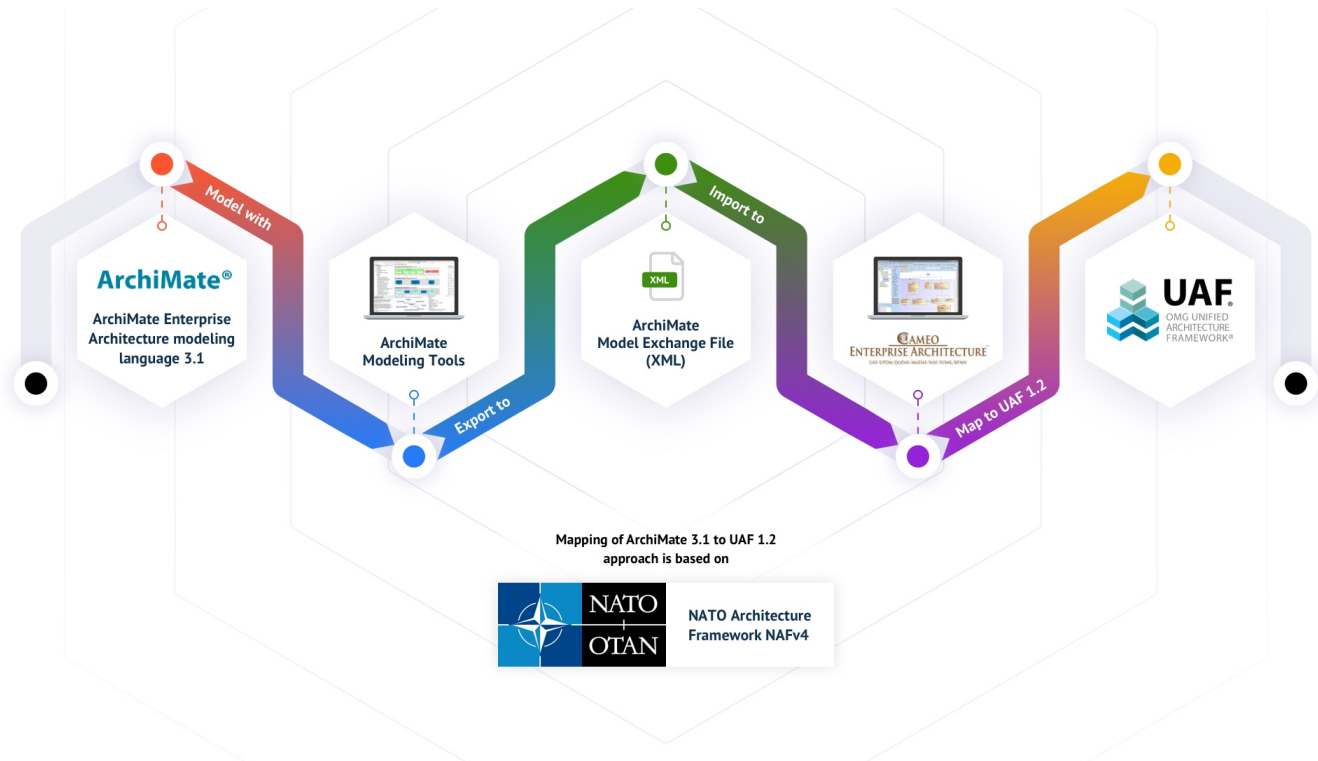 Model with
ArchiMate®
ArchiMate Enterprise
Architecture modeling
language 3.1
ArchiMate
Modeling Tools
Export to
XML
ArchiMate
Model Exchange File
(XML)
Import to
CAMEO
ENTERPRISE ARCHITECTURE
Map to UAF 1.2
UAF®
OMG UNIFIED
ARCHITECTURE
FRAMEWORK®
Mapping of ArchiMate 3.1 to UAF 1.2
approach is based on
NATO
OTAN
NATO Architecture
Framework NAFv4